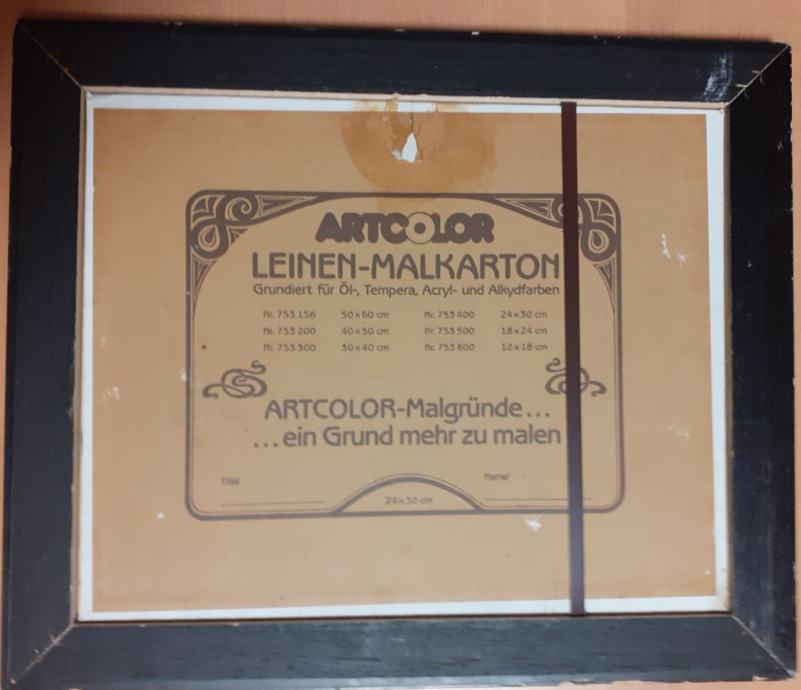 ARTCOLOR
LEINEN-MALKARTON
Grundiert für Öl-, Tempera, Acryl- und Alkydfarben
Nr. 753 156 50 x 60 cm Nr. 753 400 24 x 30 cm
Nr. 753 200 40 x 50 cm Nr. 753 500 18 x 24 cm
Nr. 753 300 30 x 40 cm Nr. 753 600 12 x 18 cm
ARTCOLOR-Malgründe...
...ein Grund mehr zu malen
Titel Name
24 x 30 cm